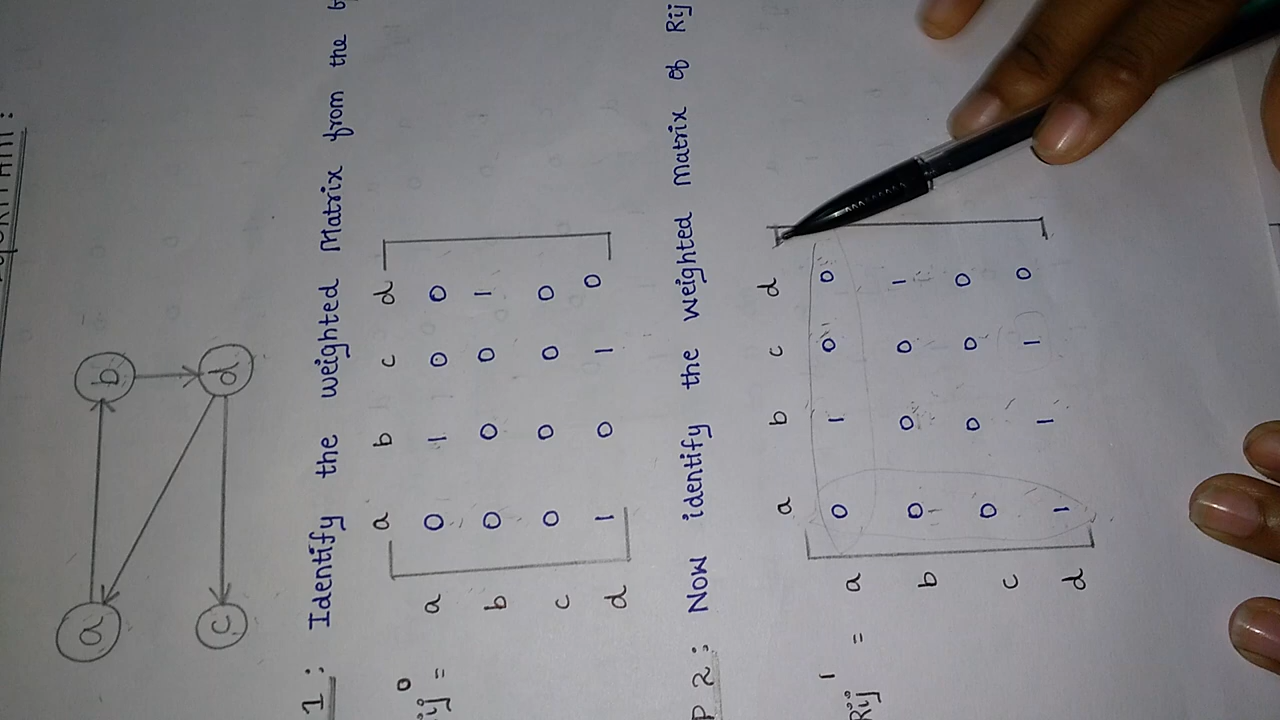 a b
c d
1 : Identify the weighted Matrix from the
a b c d
a 0 1 0 0
b 0 0 0 1
c 0 0 0 0
d 1 0 1 0
ij⁰ =
P 2 : Now identify the weighted matrix of Rij
a b c d
a 0 1 0 0
b 0 0 0 1
c 0 0 0 0
d 1 1 1 0
Rij¹ =